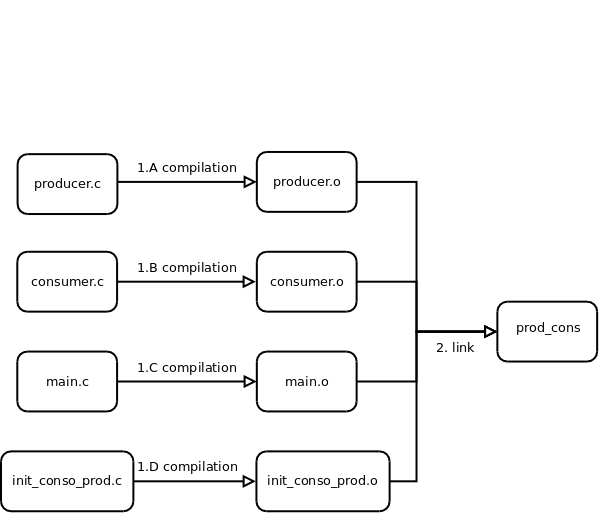 producer.c
1.A compilation
producer.o
consumer.c
1.B compilation
consumer.o
prod_cons
2. link
main.c
1.C compilation
main.o
init_conso_prod.c
1.D compilation
init_conso_prod.o